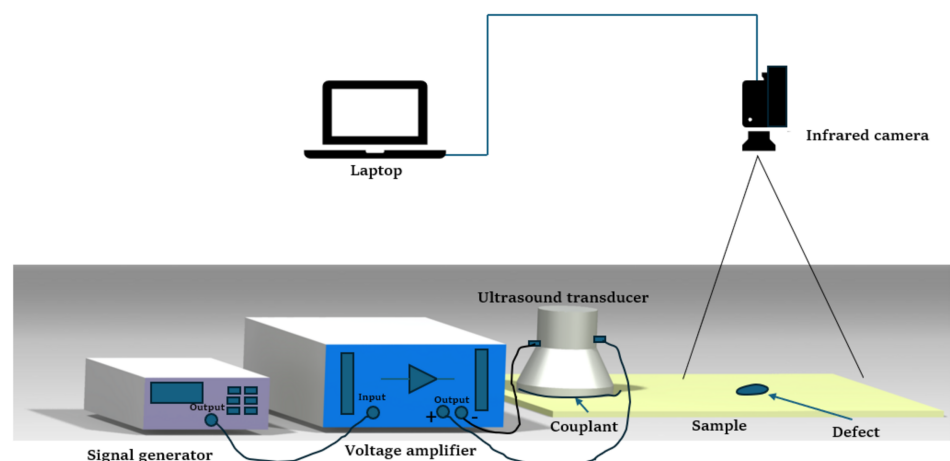 Laptop
Infrared camera
Ultrasound transducer
Output
Input
Output
+
-
Couplant
Sample
Defect
Voltage amplifier
Signal generator